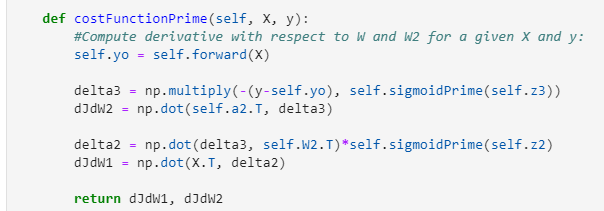 def costFunctionPrime(self, X, y):
#Compute derivative with respect to W and W2 for a given X and y:
self.yo = self.forward(X)
delta3 = np.multiply(-(y-self.yo), self.sigmoidPrime(self.z3))
dJdW2 = np.dot(self.a2.T, delta3)
delta2 = np.dot(delta3, self.W2.T)*self.sigmoidPrime(self.z2)
dJdW1 = np.dot(X.T, delta2)
return dJdW1, dJdW2